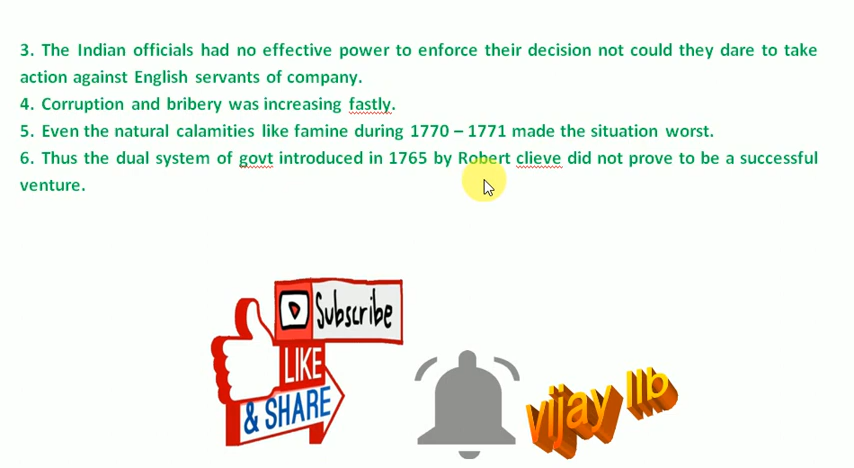 3. The Indian officials had no effective power to enforce their decision not could they dare to take
action against English servants of company.
4. Corruption and bribery was increasing fastly.
5. Even the natural calamities like famine during 1770 – 1771 made the situation worst.
6. Thus the dual system of govt introduced in 1765 by Robert clieve did not prove to be a successful
venture.
Subscribe
LIKE
& SHARE
vijay llb